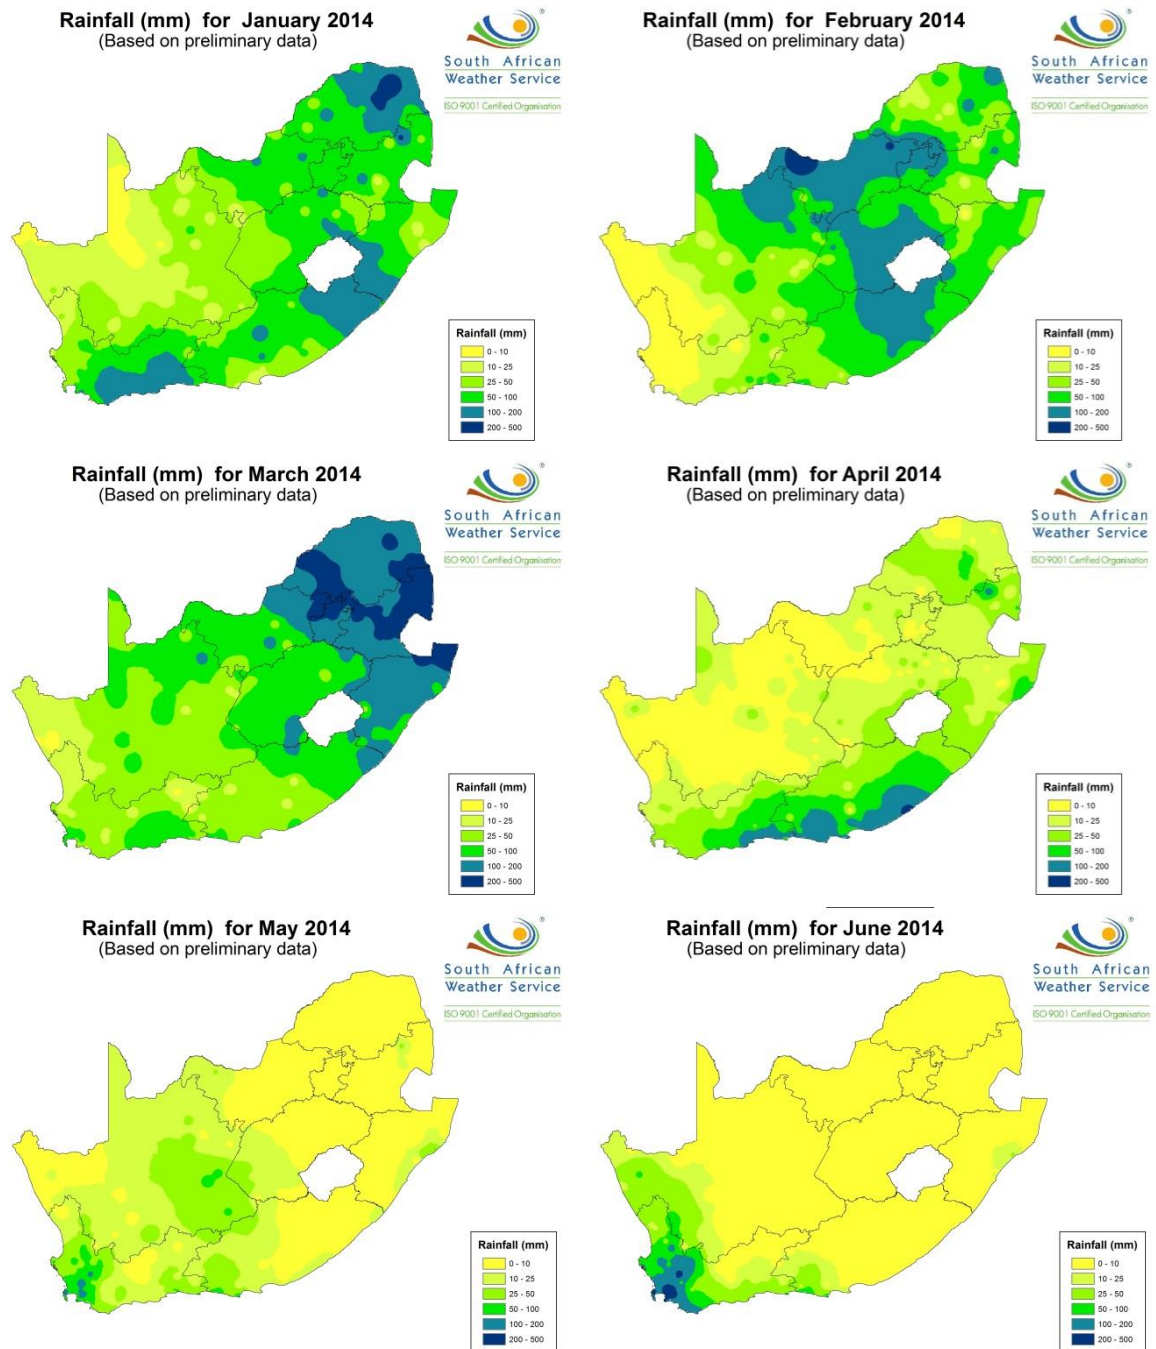 Rainfall (mm) for January 2014
(Based on preliminary data)
®
South African
Weather Service
ISO 9001 Certified Organisation
Rainfall (mm)
0 - 10
10 - 25
25 - 50
50 - 100
100 - 200
200 - 500
Rainfall (mm) for February 2014
(Based on preliminary data)
®
South African
Weather Service
ISO 9001 Certified Organisation
Rainfall (mm)
0 - 10
10 - 25
25 - 50
50 - 100
100 - 200
200 - 500
Rainfall (mm) for March 2014
(Based on preliminary data)
®
South African
Weather Service
ISO 9001 Certified Organisation
Rainfall (mm)
0 - 10
10 - 25
25 - 50
50 - 100
100 - 200
200 - 500
Rainfall (mm) for April 2014
(Based on preliminary data)
®
South African
Weather Service
ISO 9001 Certified Organisation
Rainfall (mm)
0 - 10
10 - 25
25 - 50
50 - 100
100 - 200
200 - 500
Rainfall (mm) for May 2014
(Based on preliminary data)
®
South African
Weather Service
ISO 9001 Certified Organisation
Rainfall (mm)
0 - 10
10 - 25
25 - 50
50 - 100
100 - 200
200 - 500
Rainfall (mm) for June 2014
(Based on preliminary data)
®
South African
Weather Service
ISO 9001 Certified Organisation
Rainfall (mm)
0 - 10
10 - 25
25 - 50
50 - 100
100 - 200
200 - 500